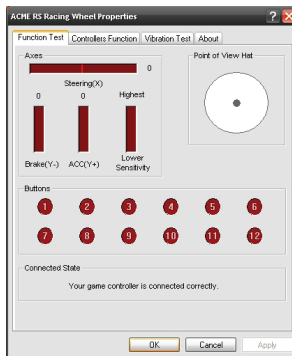 ACME RS Racing Wheel Properties
Function Test Controllers Function Vibration Test About
Axes
Point of View Hat
0
Steering(X)
0 0 Highest
Lower
Brake(Y-) ACC(Y+) Sensitivity
Buttons
1 2 3 4 5 6
7 8 9 10 11 12
Connected State
Your game controller is connected correctly.
OK Cancel Apply